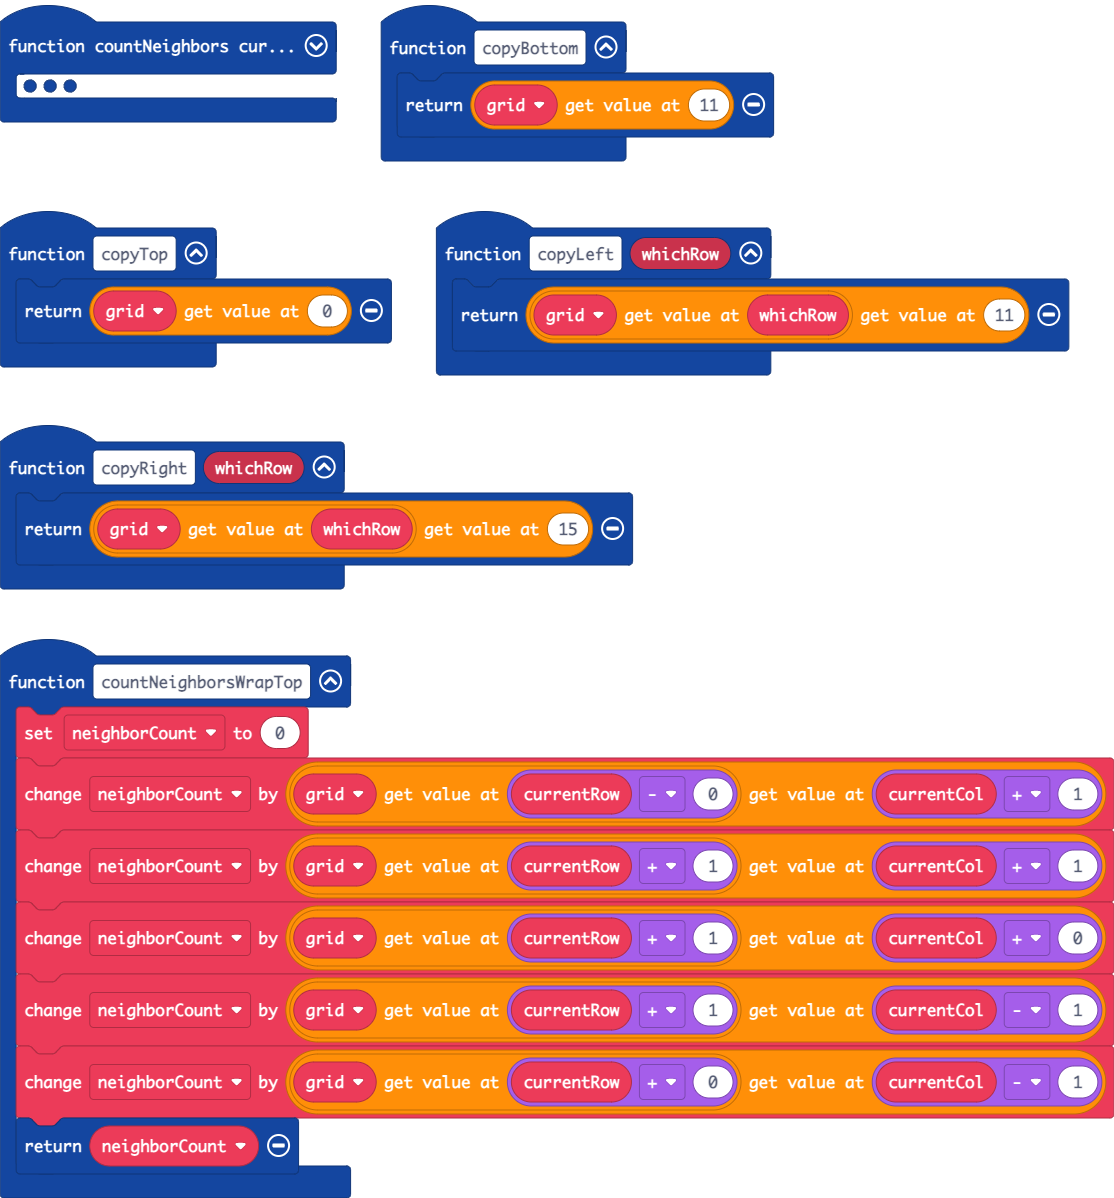 function countNeighbors cur...
function copyBottom
return grid get value at 11
function copyTop
return grid get value at 0
function copyLeft whichRow
return grid get value at whichRow get value at 11
function copyRight whichRow
return grid get value at whichRow get value at 15
function countNeighborsWrapTop
set neighborCount to 0
change neighborCount by grid get value at currentRow - 0 get value at currentCol + 1
change neighborCount by grid get value at currentRow + 1 get value at currentCol + 1
change neighborCount by grid get value at currentRow + 1 get value at currentCol + 0
change neighborCount by grid get value at currentRow + 1 get value at currentCol - 1
change neighborCount by grid get value at currentRow + 0 get value at currentCol - 1
return neighborCount